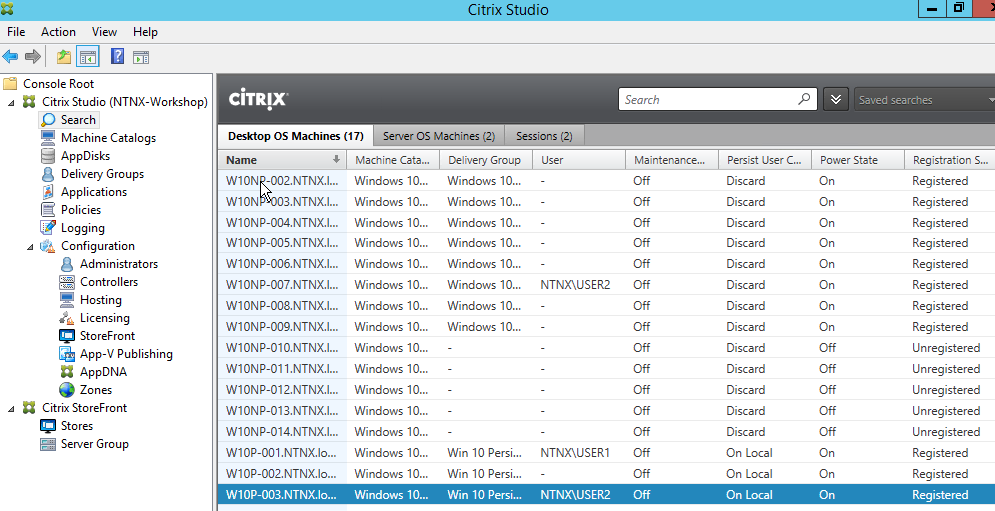 Citrix Studio
File Action View Help
Console Root
Citrix Studio (NTNX-Workshop)
Search
Machine Catalogs
AppDisks
Delivery Groups
Applications
Policies
Logging
Configuration
Administrators
Controllers
Hosting
Licensing
StoreFront
App-V Publishing
AppDNA
Zones
Citrix StoreFront
Stores
Server Group
CİTRIX
Search
Saved searches
Desktop OS Machines (17) Server OS Machines (2) Sessions (2)
Name Machine Cata... Delivery Group User Maintenance... Persist User C... Power State Registration S...
W10NP-002.NTNX.l... Windows 10... Windows 10... - Off Discard On Registered
W10NP-003.NTNX.l... Windows 10... Windows 10... - Off Discard On Registered
W10NP-004.NTNX.l... Windows 10... Windows 10... - Off Discard On Registered
W10NP-005.NTNX.l... Windows 10... Windows 10... - Off Discard On Registered
W10NP-006.NTNX.l... Windows 10... Windows 10... - Off Discard On Registered
W10NP-007.NTNX.l... Windows 10... Windows 10... NTNX\USER2 Off Discard On Registered
W10NP-008.NTNX.l... Windows 10... Windows 10... - Off Discard On Registered
W10NP-009.NTNX.l... Windows 10... Windows 10... - Off Discard On Registered
W10NP-010.NTNX.l... Windows 10... - - Off Discard Off Unregistered
W10NP-011.NTNX.l... Windows 10... - - Off Discard Off Unregistered
W10NP-012.NTNX.l... Windows 10... - - Off Discard Off Unregistered
W10NP-013.NTNX.l... Windows 10... - - Off Discard Off Unregistered
W10NP-014.NTNX.l... Windows 10... - - Off Discard Off Unregistered
W10P-001.NTNX.lo... Windows 10... Win 10 Persi... NTNX\USER1 Off On Local On Registered
W10P-002.NTNX.lo... Windows 10... Win 10 Persi... - Off On Local On Registered
W10P-003.NTNX.lo... Windows 10... Win 10 Persi... NTNX\USER2 Off On Local On Registered